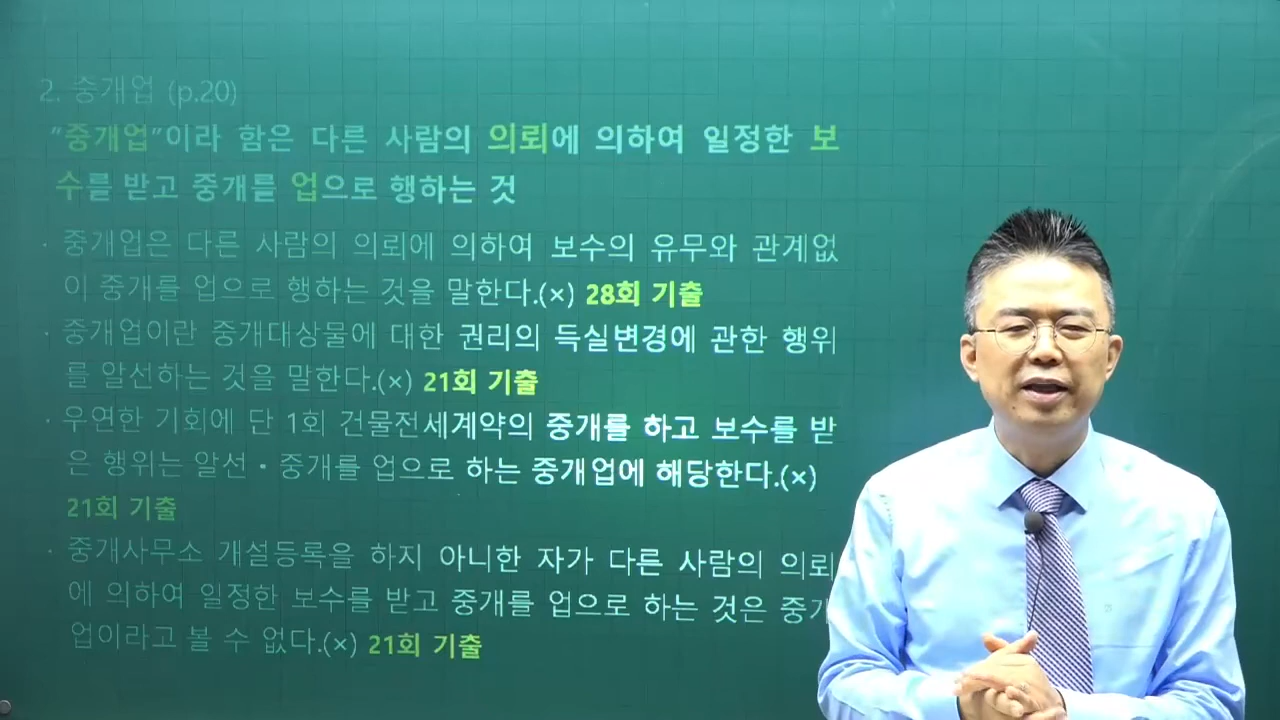 2. 중개업 (p.20)
“중개업”이라 함은 다른 사람의 의뢰에 의하여 일정한 보
수를 받고 중개를 업으로 행하는 것
· 중개업은 다른 사람의 의뢰에 의하여 보수의 유무와 관계없
이 중개를 업으로 행하는 것을 말한다.(×) 28회 기출
· 중개업이란 중개대상물에 대한 권리의 득실변경에 관한 행위
를 알선하는 것을 말한다.(×) 21회 기출
· 우연한 기회에 단 1회 건물전세계약의 중개를 하고 보수를 받
은 행위는 알선・중개를 업으로 하는 중개업에 해당한다.(×)
21회 기출
· 중개사무소 개설등록을 하지 아니한 자가 다른 사람의 의뢰
에 의하여 일정한 보수를 받고 중개를 업으로 하는 것은 중개
업이라고 볼 수 없다.(×) 21회 기출